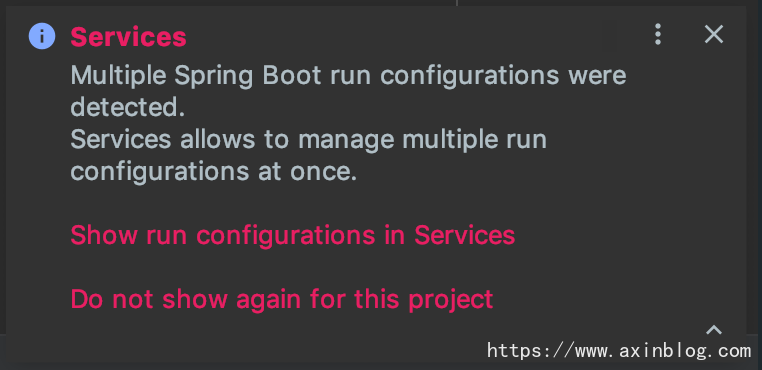 Services
Multiple Spring Boot run configurations were
detected.
Services allows to manage multiple run
configurations at once.
Show run configurations in Services
Do not show again for this project
https://www.axinblog.com